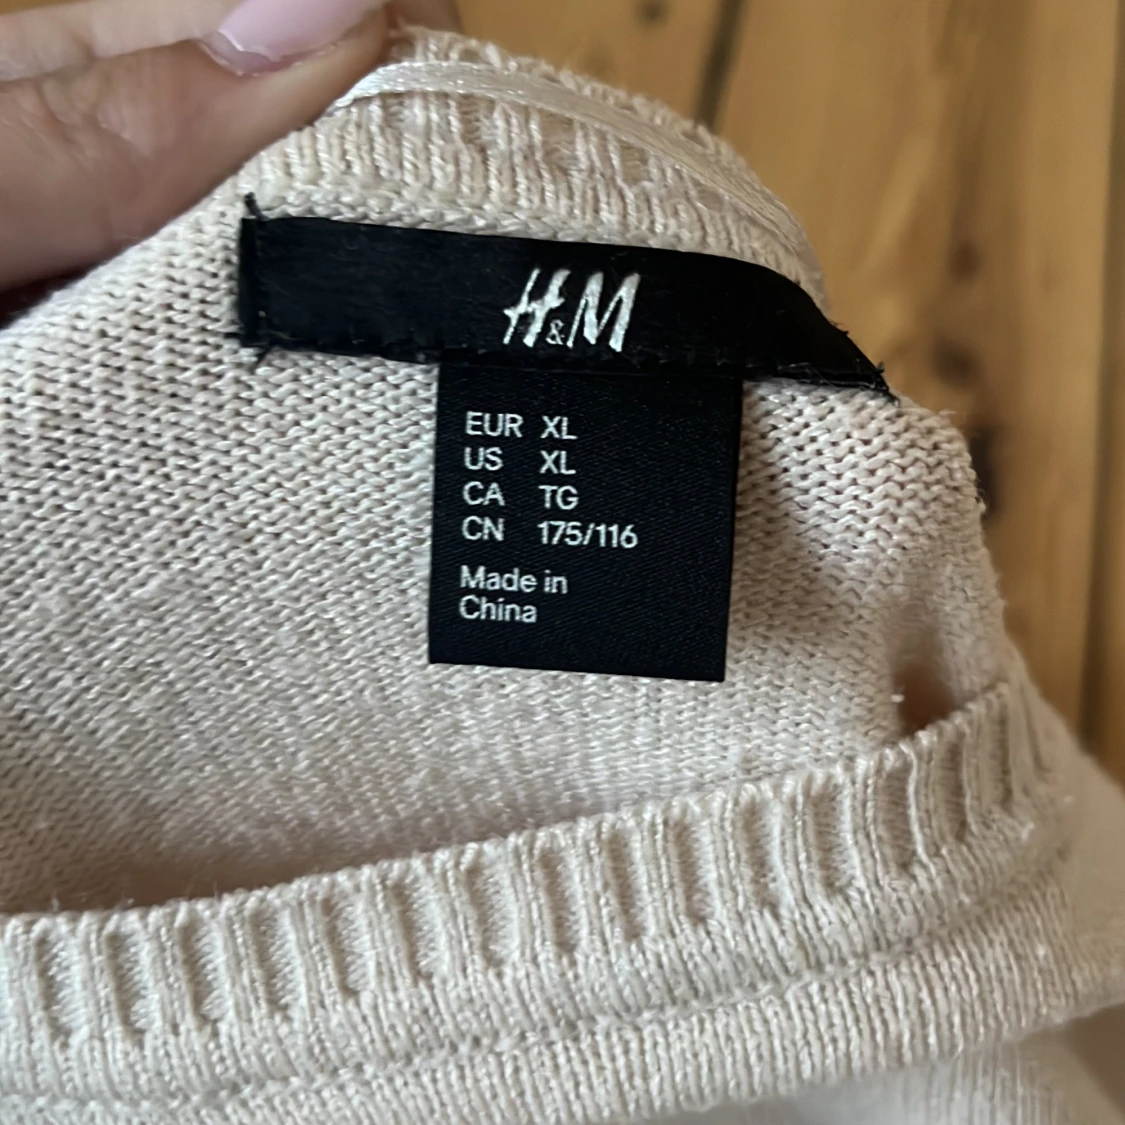 H&M
EUR XL
US XL
CA TG
CN 175/116
Made in
China